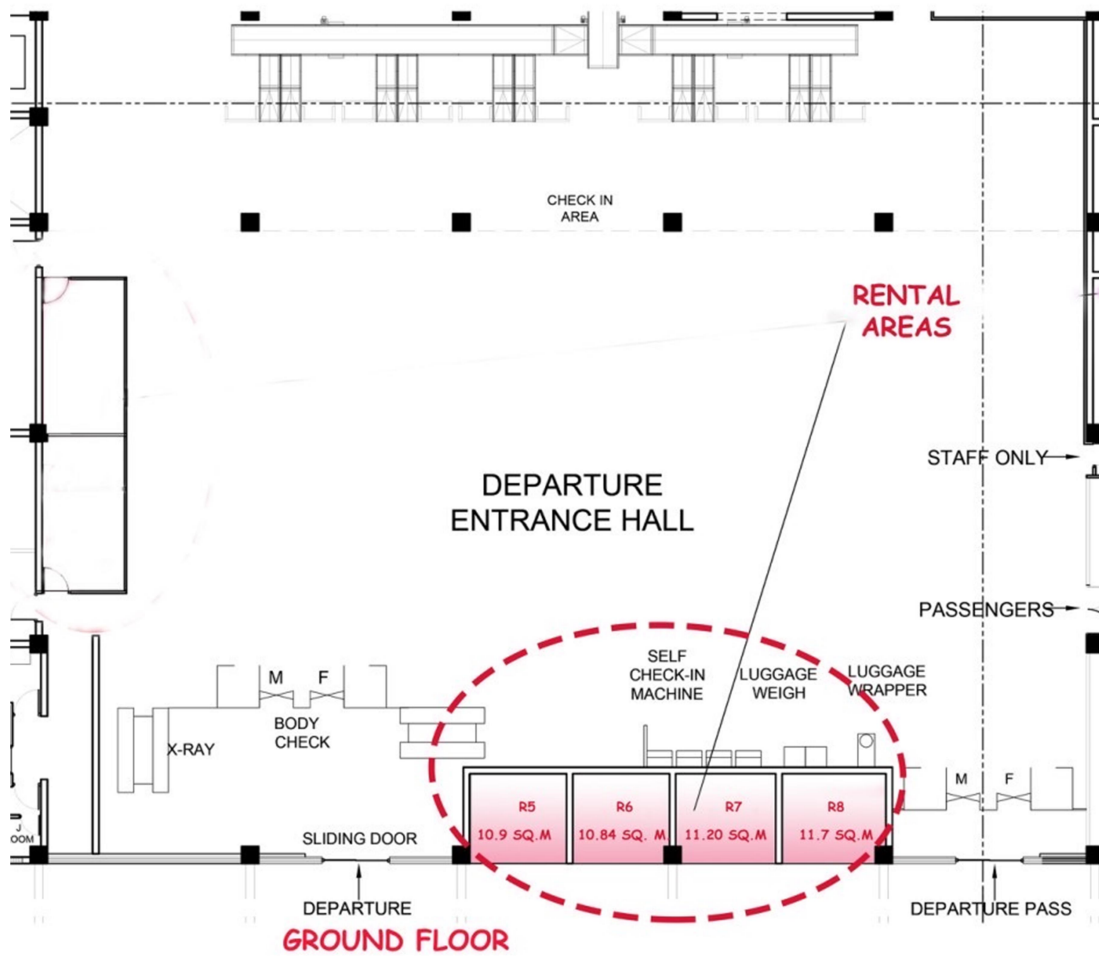 CHECK IN
AREA
RENTAL
AREAS
STAFF ONLY
DEPARTURE
ENTRANCE HALL
PASSENGERS
SELF
CHECK-IN
MACHINE
LUGGAGE
WEIGH
LUGGAGE
WRAPPER
M F
BODY
CHECK
X-RAY
M F
R5
10.9 SQ.M
R6
10.84 SQ. M
R7
11.20 SQ.M
R8
11.7 SQ.M
J
OOM
SLIDING DOOR
DEPARTURE
DEPARTURE PASS
GROUND FLOOR